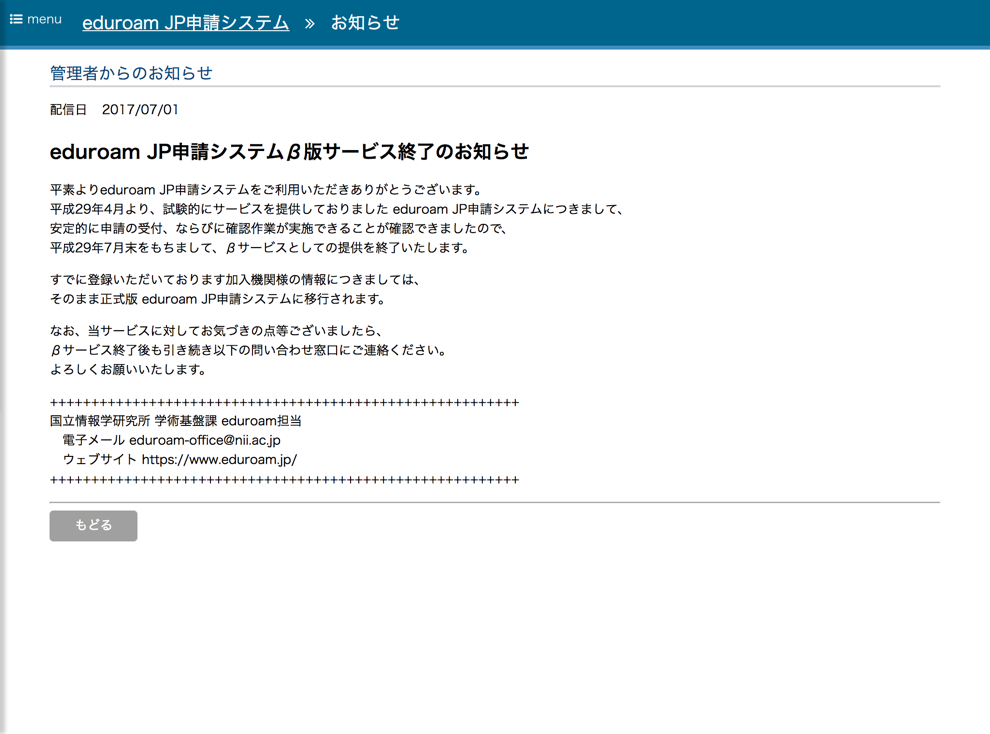 menu eduroam JP申請システム » お知らせ
管理者からのお知らせ
配信日 2017/07/01
eduroam JP申請システムβ版サービス終了のお知らせ
平素よりeduroam JP申請システムをご利用いただきありがとうございます。
平成29年4月より、試験的にサービスを提供しておりました eduroam JP申請システムにつきまして、
安定的に申請の受付、ならびに確認作業が実施できることが確認できましたので、
平成29年7月末をもちまして、βサービスとしての提供を終了いたします。
すでに登録いただいております加入機関様の情報につきましては、
そのまま正式版 eduroam JP申請システムに移行されます。
なお、当サービスに対してお気づきの点等ございましたら、
βサービス終了後も引き続き以下の問い合わせ窓口にご連絡ください。
よろしくお願いいたします。
+++++++++++++++++++++++++++++++++++++++++++++++++++++++++
国立情報学研究所 学術基盤課 eduroam担当
電子メール eduroam-office@nii.ac.jp
ウェブサイト https://www.eduroam.jp/
+++++++++++++++++++++++++++++++++++++++++++++++++++++++++
もどる